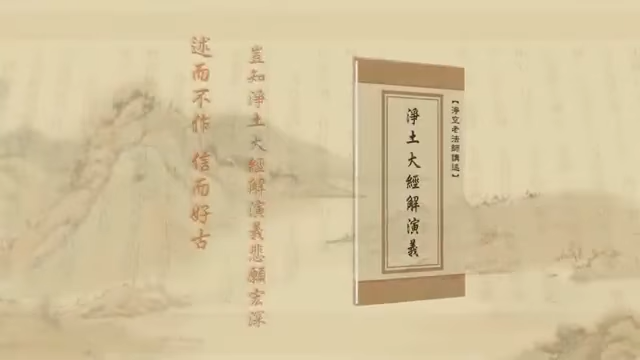 【淨空老法師講述】
淨土大經解演義
豈知淨土大經解演義悲願宏深
述而不作 信而好古